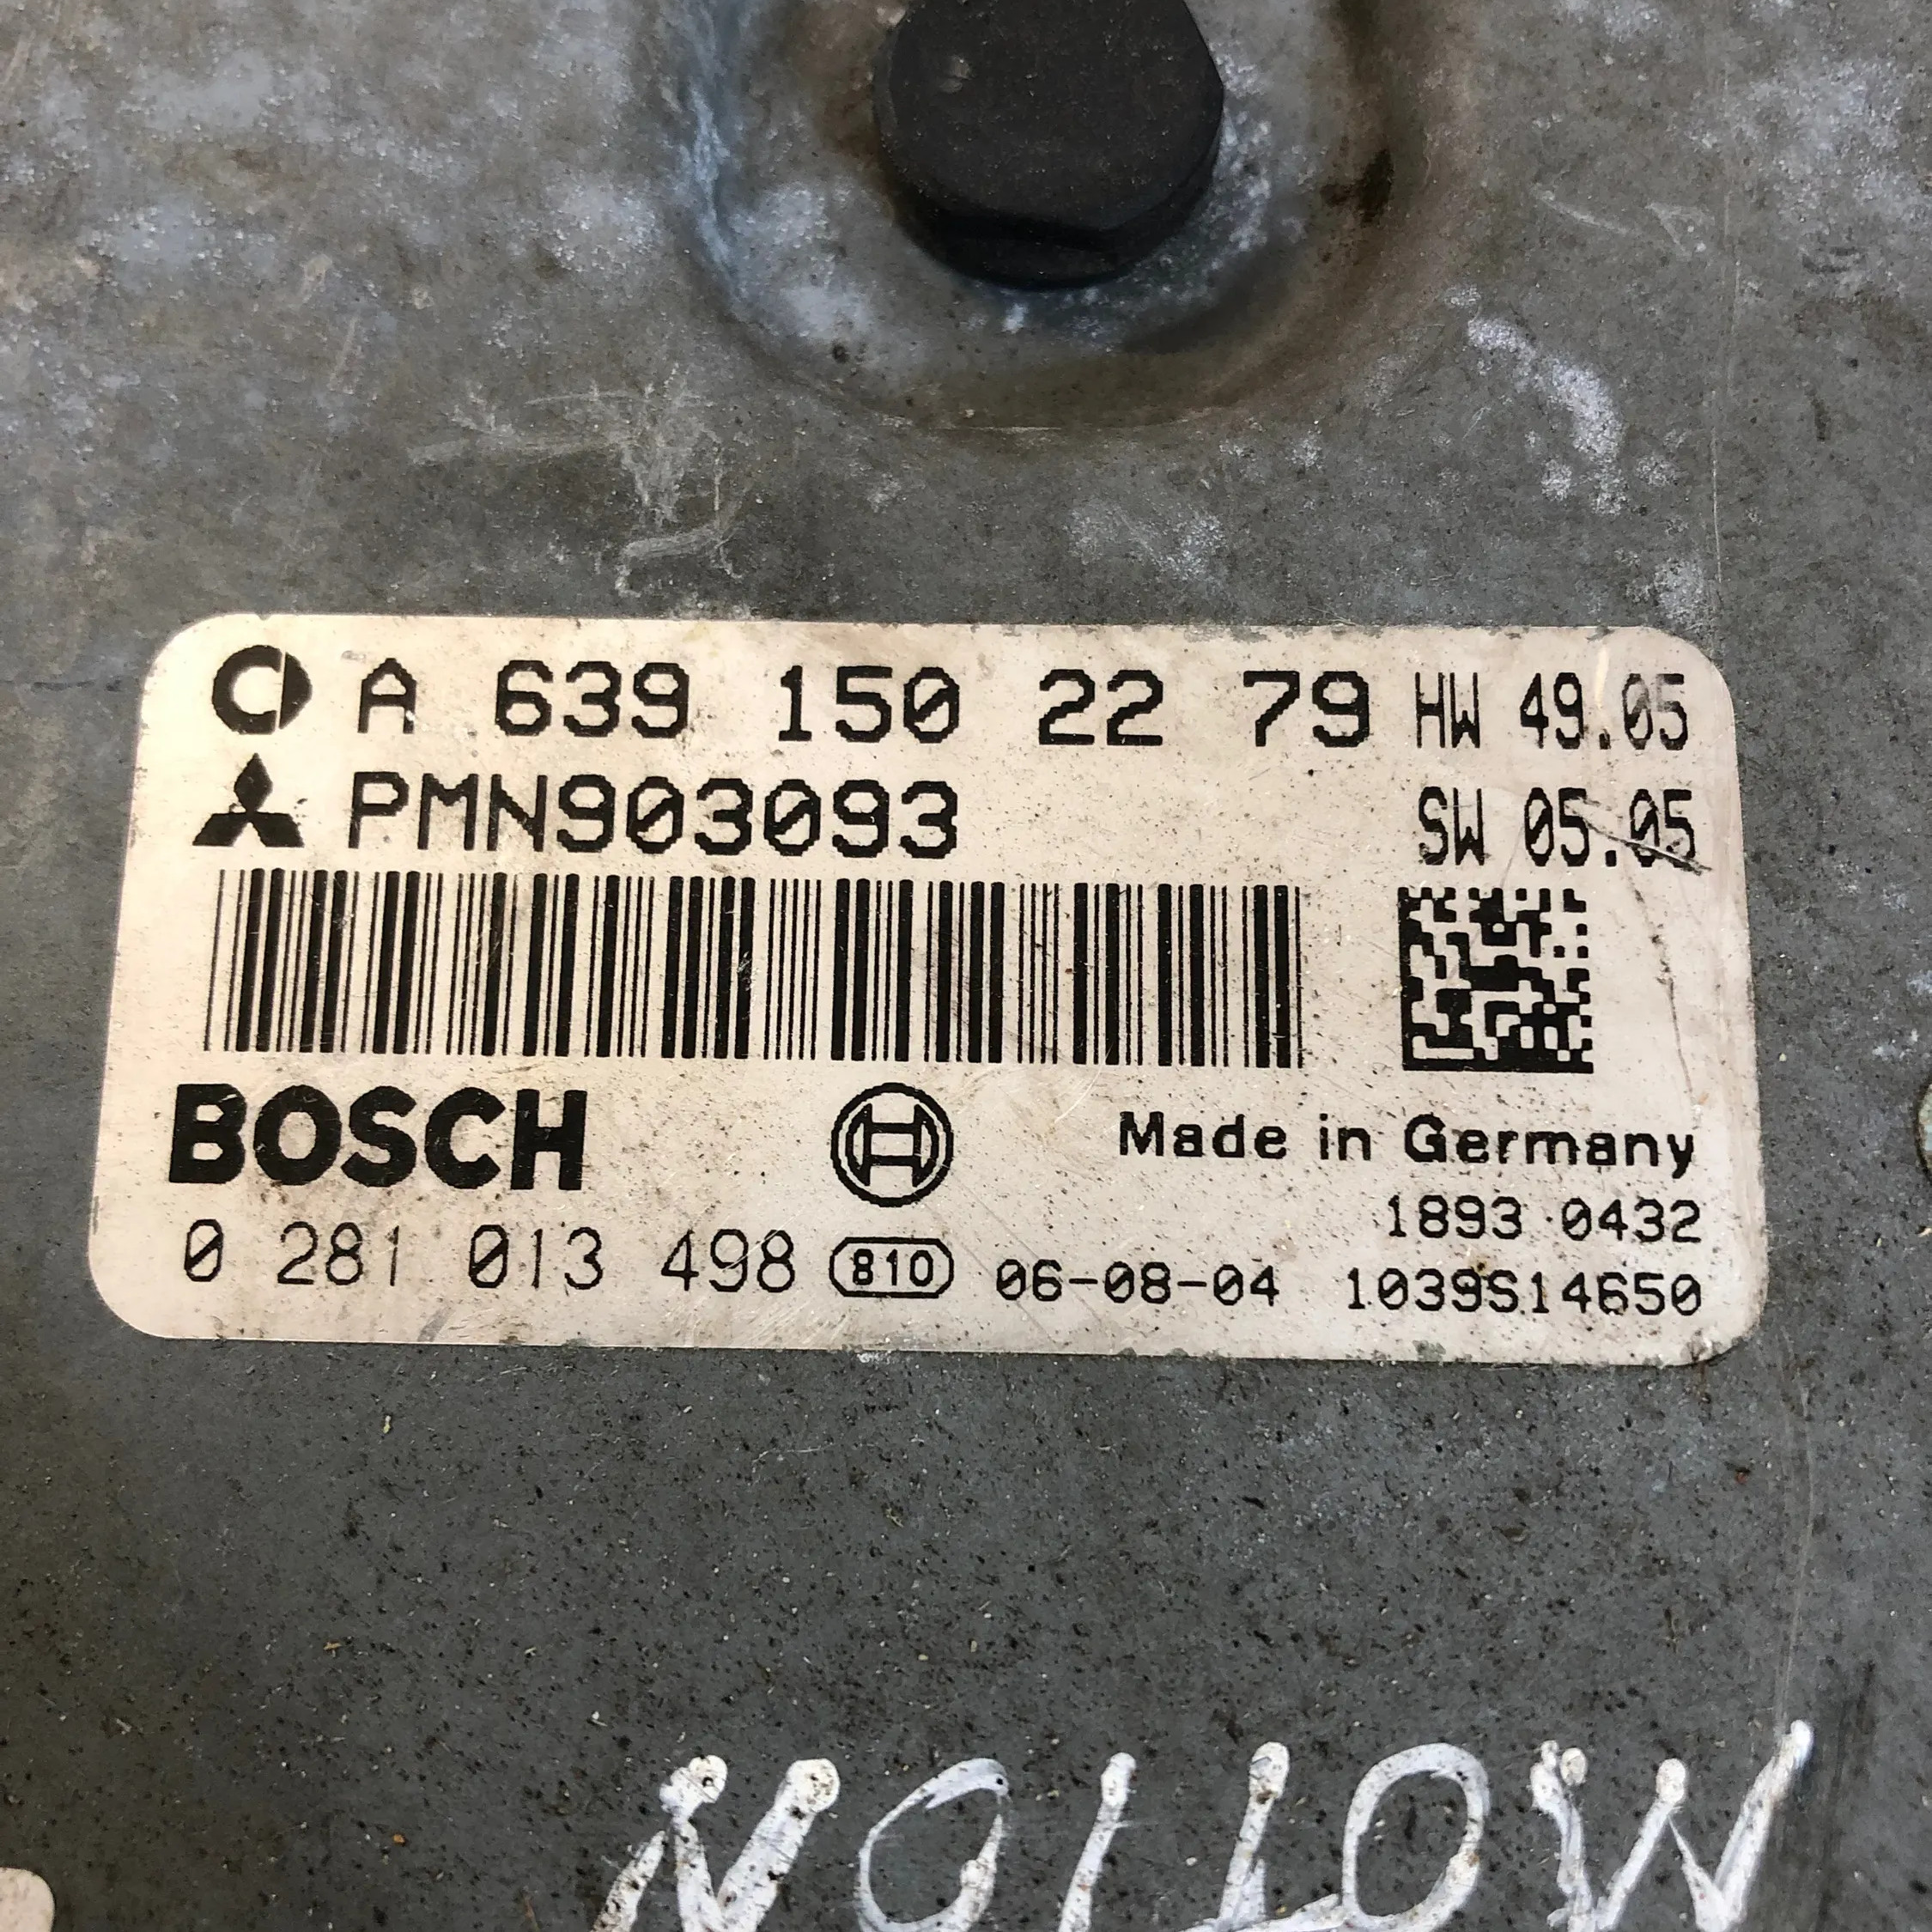 A 639 150 22 79 HW 49.05
PMN903093 SW 05.05
BOSCH Made in Germany
1893 0432
0 281 013 498 810 06-08-04 1039S14650
MOTION